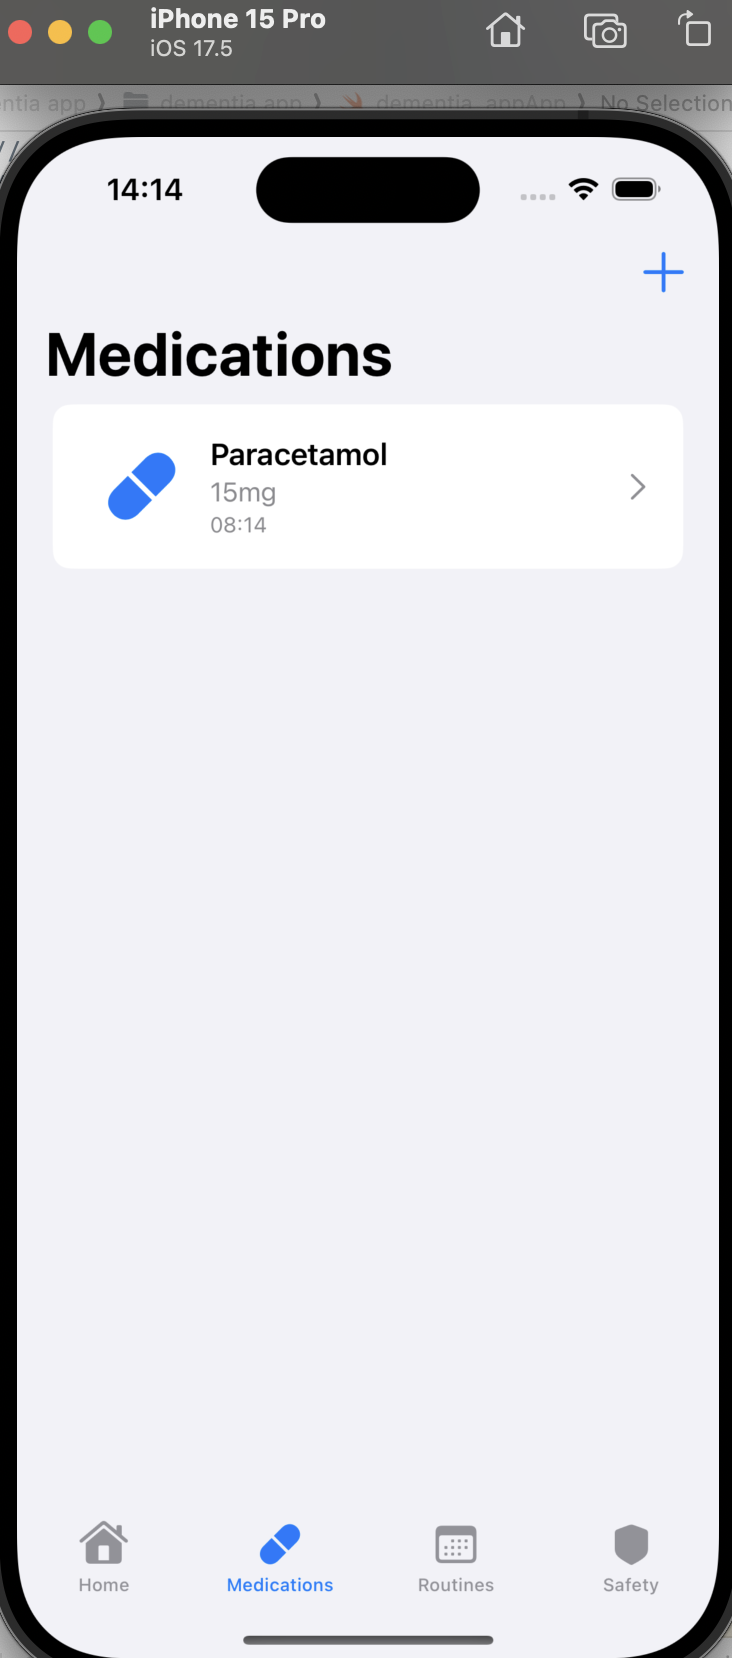 iPhone 15 Pro
iOS 17.5
entia app 〉 dementia app 〉 dementia_appApp 〉 No Selection
//
14:14
Medications
Paracetamol
15mg
08:14
Home
Medications
Routines
Safety